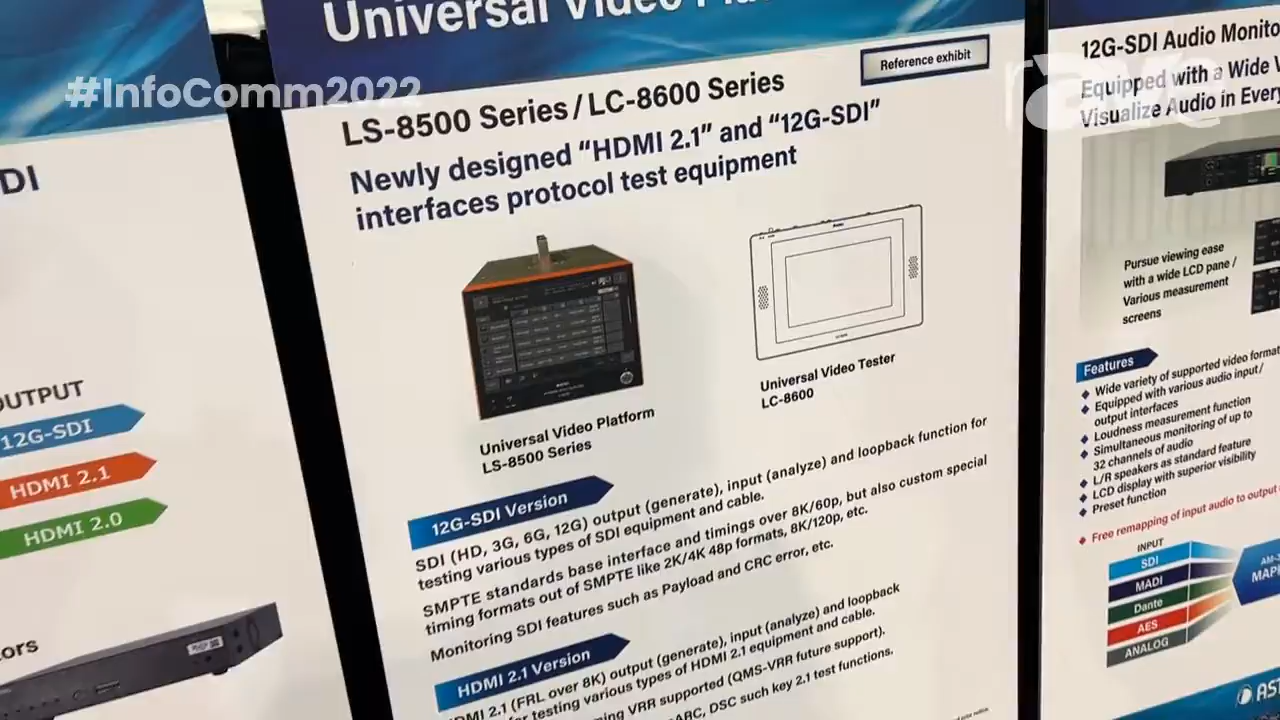 #InfoComm2022
rave
DI
OUTPUT
12G-SDI
HDMI 2.1
HDMI 2.0
Universal Video
Reference exhibit
LS-8500 Series / LC-8600 Series
Newly designed “HDMI 2.1” and “12G-SDI”
interfaces protocol test equipment
Universal Video Platform
LS-8500 Series
Universal Video Tester
LC-8600
12G-SDI Version
SDI (HD, 3G, 6G, 12G) output (generate), input (analyze) and loopback function for
testing various types of SDI equipment and cable.
SMPTE standards base interface and timings over 8K/60p, but also custom special
timing formats out of SMPTE like 2K/4K 48p formats, 8K/120p, etc.
Monitoring SDI features such as Payload and CRC error, etc.
HDMI 2.1 Version
2.1 (FRL over 8K) output (generate), input (analyze) and loopback
testing various types of HDMI 2.1 equipment and cable.
VRR supported (QMS-VRR future support).
DSC such key 2.1 test functions.
12G-SDI Audio
Equipped with a Wide
Visualize Audio in
Pursue viewing ease
with a wide LCD pane /
Various measurement
screens
Features
Wide variety of supported video
Equipped with various audio input/
output interfaces
Loudness measurement function
Simultaneous monitoring of up to
32 channels of audio
L/R speakers as standard feature
LCD display with superior visibility
Preset function
Free remapping of input audio to output
INPUT
SDI
MADI
Dante
AES
ANALOG